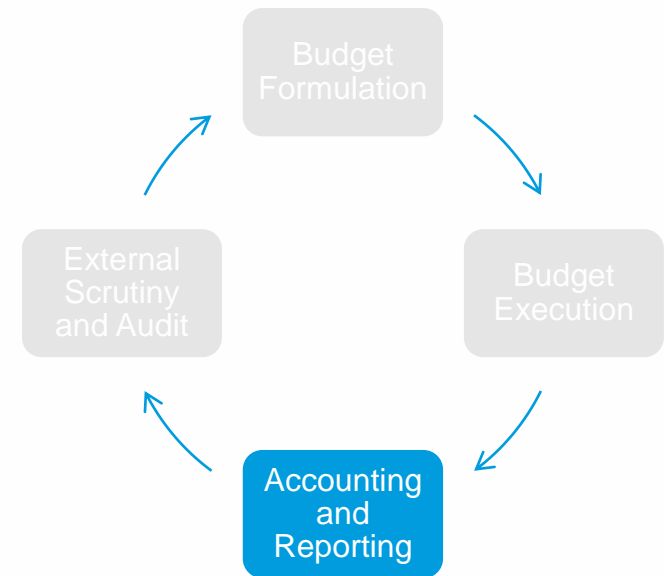 Budget
Formulation
External
Scrutiny
and Audit
Budget
Execution
Accounting
and
Reporting